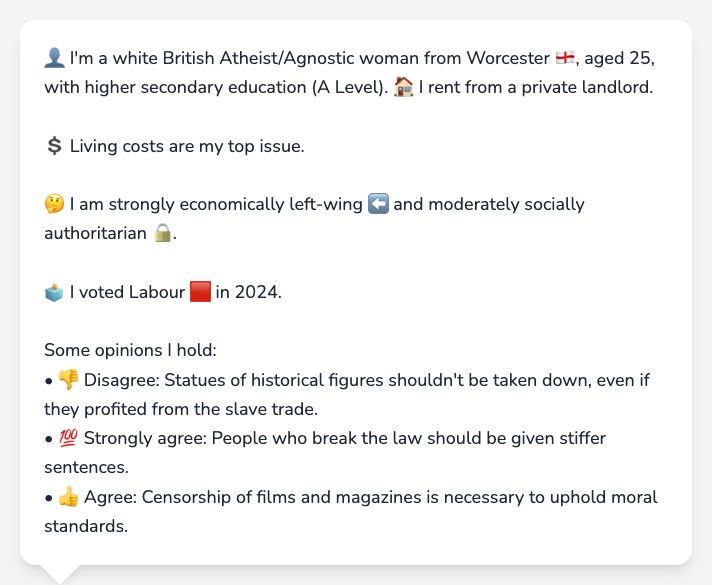 👤 I'm a white British Atheist/Agnostic woman from Worcester 🏴󠁧󠁢󠁥󠁮󠁧󠁿, aged 25,
with higher secondary education (A Level). 🏠 I rent from a private landlord.
💲 Living costs are my top issue.
🤔 I am strongly economically left-wing ⬅️ and moderately socially
authoritarian 🔒.
🗳️ I voted Labour 🟥 in 2024.
Some opinions I hold:
• 👎 Disagree: Statues of historical figures shouldn't be taken down, even if
they profited from the slave trade.
• 💯 Strongly agree: People who break the law should be given stiffer
sentences.
• 👍 Agree: Censorship of films and magazines is necessary to uphold moral
standards.